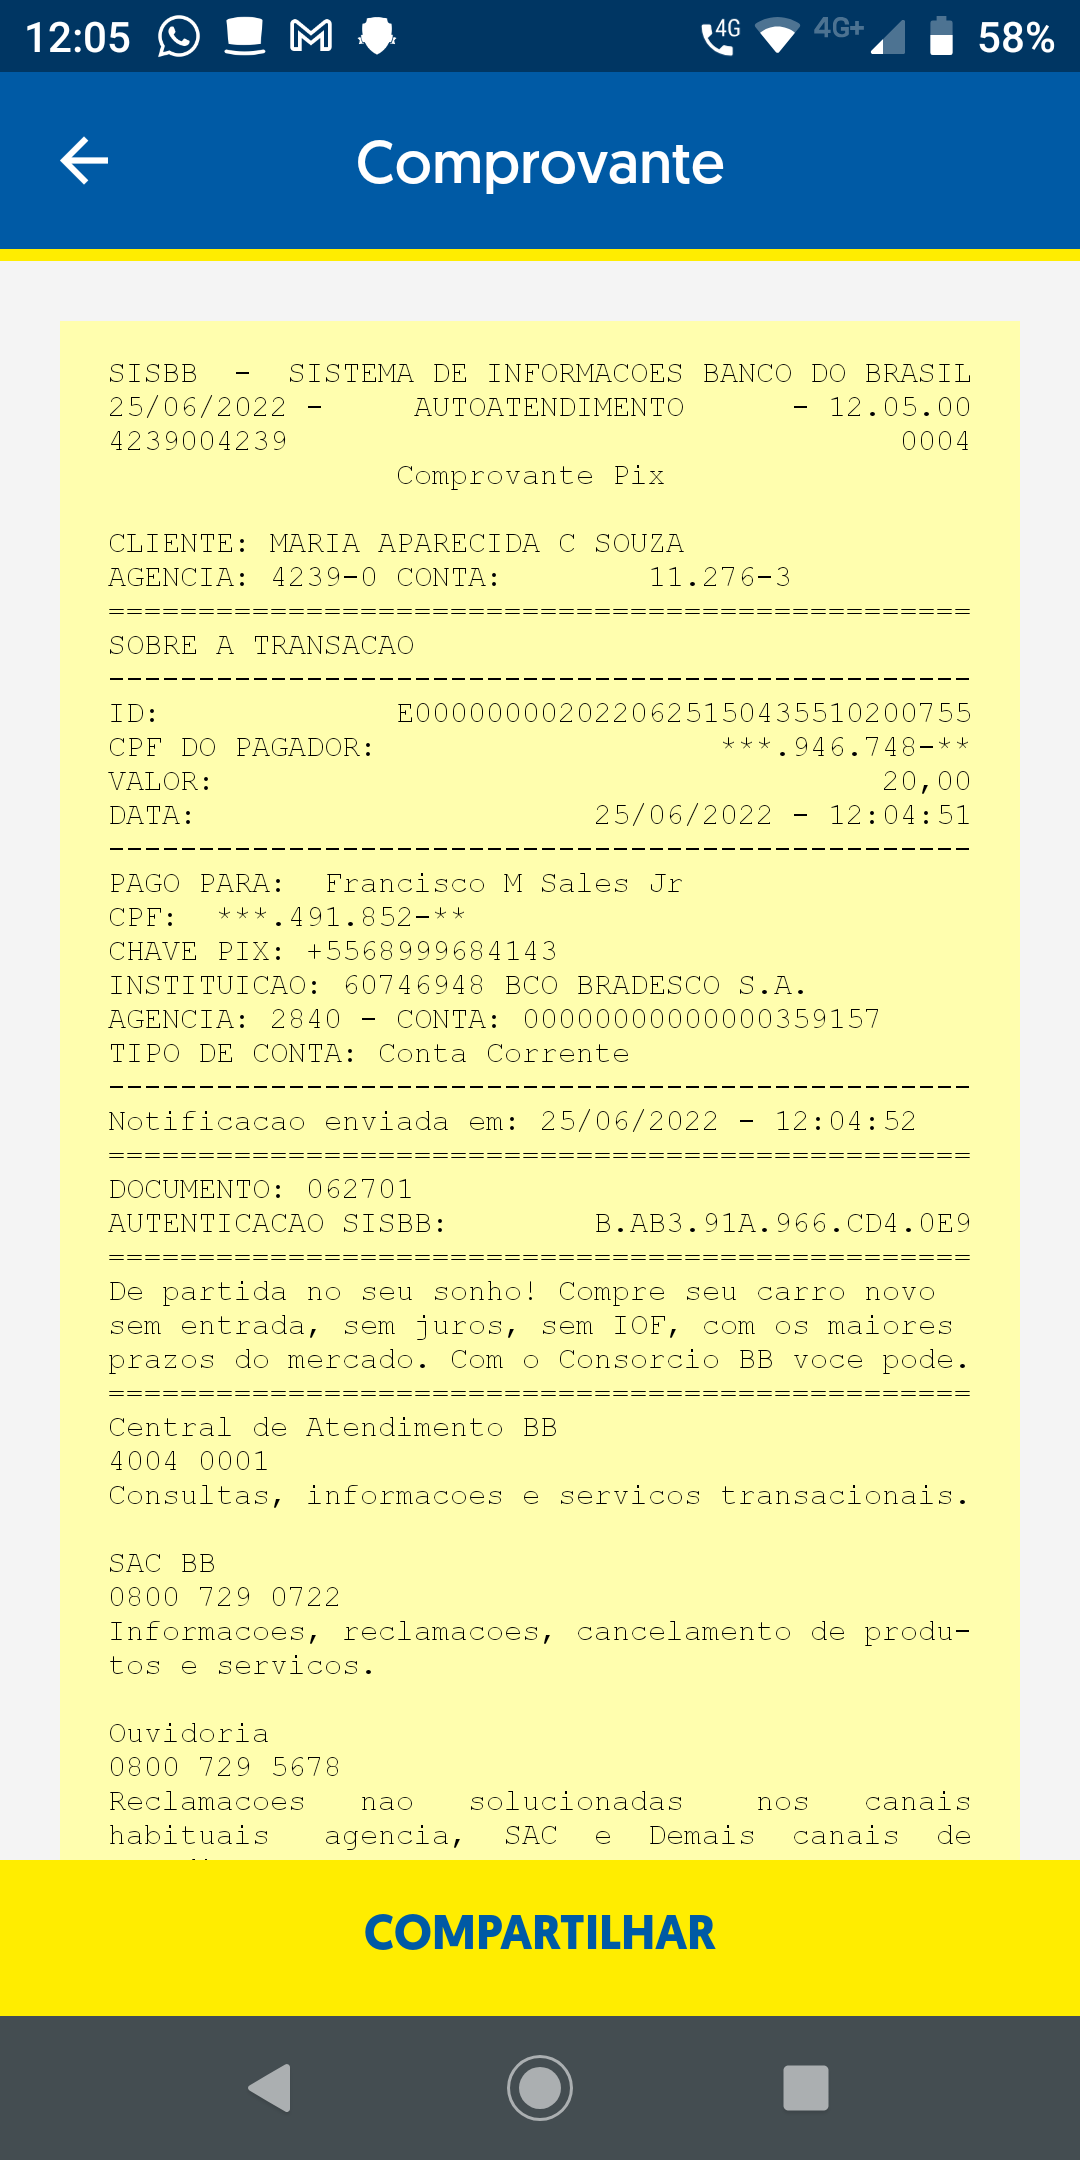 12:05 4G 4G+ 58%
Comprovante
SISBB - SISTEMA DE INFORMACOES BANCO DO BRASIL
25/06/2022 - AUTOATENDIMENTO - 12.05.00
4239004239 0004
Comprovante Pix
CLIENTE: MARIA APARECIDA C SOUZA
AGENCIA: 4239-0 CONTA: 11.276-3
================================================
SOBRE A TRANSACAO
------------------------------------------------
ID: E0000000020220625150435510200755
CPF DO PAGADOR: ***.946.748-**
VALOR: 20,00
DATA: 25/06/2022 - 12:04:51
------------------------------------------------
PAGO PARA: Francisco M Sales Jr
CPF: ***.491.852-**
CHAVE PIX: +5568999684143
INSTITUICAO: 60746948 BCO BRADESCO S.A.
AGENCIA: 2840 - CONTA: 00000000000000359157
TIPO DE CONTA: Conta Corrente
------------------------------------------------
Notificacao enviada em: 25/06/2022 - 12:04:52
================================================
DOCUMENTO: 062701
AUTENTICACAO SISBB: B.AB3.91A.966.CD4.0E9
================================================
De partida no seu sonho! Compre seu carro novo
sem entrada, sem juros, sem IOF, com os maiores
prazos do mercado. Com o Consorcio BB voce pode.
================================================
Central de Atendimento BB
4004 0001
Consultas, informacoes e servicos transacionais.
SAC BB
0800 729 0722
Informacoes, reclamacoes, cancelamento de produ-
tos e servicos.
Ouvidoria
0800 729 5678
Reclamacoes nao solucionadas nos canais
habituais agencia, SAC e Demais canais de
COMPARTILHAR